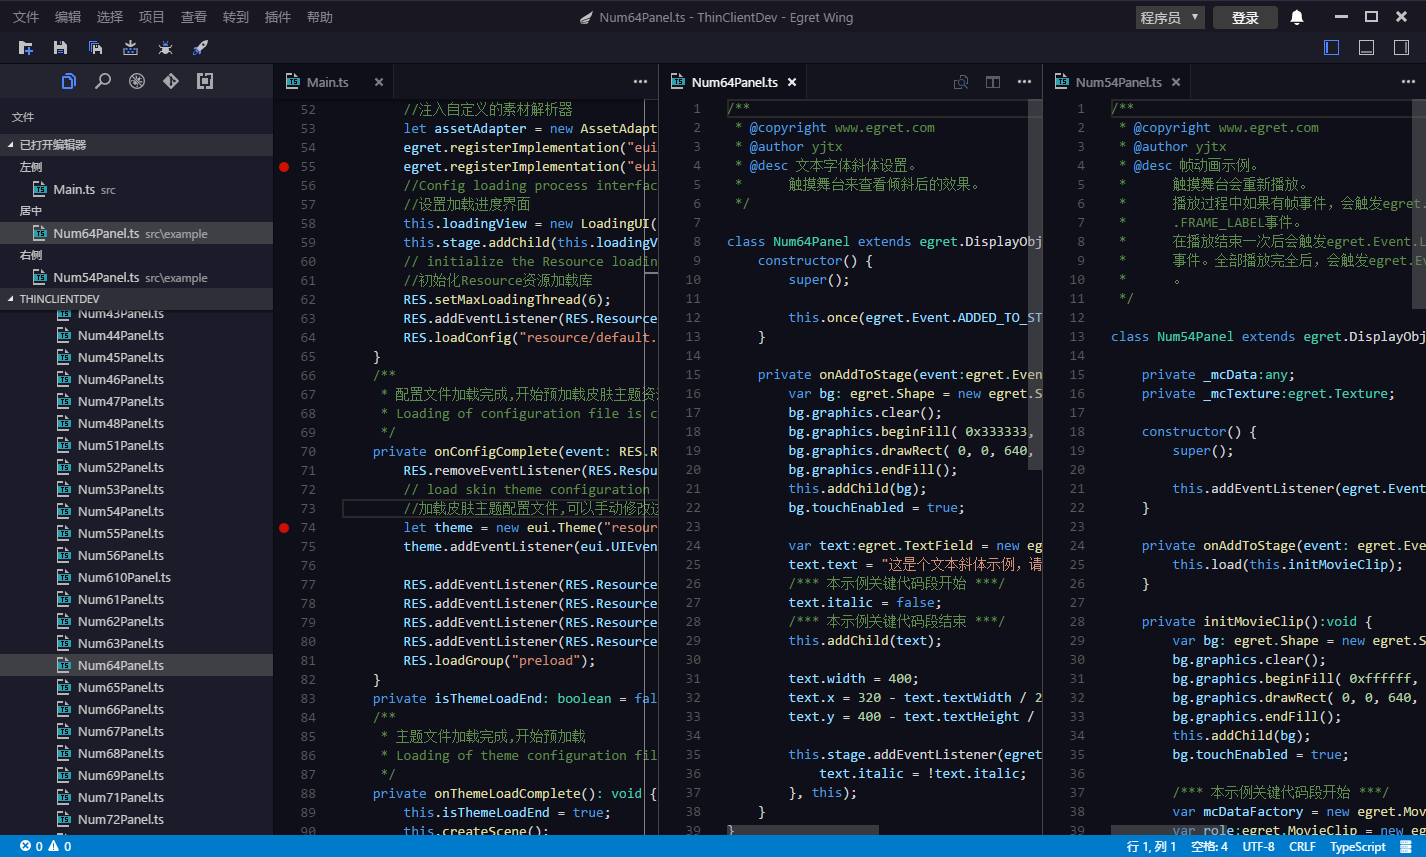 文件 编辑 选择 项目 查看 转到 插件 帮助
Num64Panel.ts - ThinClientDev - Egret Wing
程序员
登录
文件
已打开编辑器
左侧
Main.ts src
居中
Num64Panel.ts src\example
右侧
Num54Panel.ts src\example
THINCLIENTDEV
Num43Panel.ts
Num44Panel.ts
Num45Panel.ts
Num46Panel.ts
Num47Panel.ts
Num48Panel.ts
Num51Panel.ts
Num52Panel.ts
Num53Panel.ts
Num54Panel.ts
Num55Panel.ts
Num56Panel.ts
Num610Panel.ts
Num61Panel.ts
Num62Panel.ts
Num63Panel.ts
Num64Panel.ts
Num65Panel.ts
Num66Panel.ts
Num67Panel.ts
Num68Panel.ts
Num69Panel.ts
Num71Panel.ts
Num72Panel.ts
Main.ts
52 //注入自定义的素材解析器
53 let assetAdapter = new AssetAdapt
54 egret.registerImplementation("eui
55 egret.registerImplementation("eui
56 //Config loading process interfac
57 //设置加载进度界面
58 this.loadingView = new LoadingUI(
59 this.stage.addChild(this.loadingV
60 // initialize the Resource loadin
61 //初始化Resource资源加载库
62 RES.setMaxLoadingThread(6);
63 RES.addEventListener(RES.Resource
64 RES.loadConfig("resource/default.
65 }
66 /**
67 * 配置文件加载完成,开始预加载皮肤主题资
68 * Loading of configuration file is c
69 */
70 private onConfigComplete(event: RES.R
71 RES.removeEventListener(RES.Resou
72 // load skin theme configuration
73 //加载皮肤主题配置文件,可以手动修改这
74 let theme = new eui.Theme("resour
75 theme.addEventListener(eui.UIEven
76
77 RES.addEventListener(RES.Resource
78 RES.addEventListener(RES.Resource
79 RES.addEventListener(RES.Resource
80 RES.addEventListener(RES.Resource
81 RES.loadGroup("preload");
82 }
83 private isThemeLoadEnd: boolean = fal
84 /**
85 * 主题文件加载完成,开始预加载
86 * Loading of theme configuration fil
87 */
88 private onThemeLoadComplete(): void {
89 this.isThemeLoadEnd = true;
90 this.createScene();
Num64Panel.ts
1 /**
2 * @copyright www.egret.com
3 * @author yjtx
4 * @desc 文本字体斜体设置。
5 * 触摸舞台来查看倾斜后的效果。
6 */
7
8 class Num64Panel extends egret.DisplayObj
9 constructor() {
10 super();
11
12 this.once(egret.Event.ADDED_TO_ST
13 }
14
15 private onAddToStage(event:egret.Even
16 var bg: egret.Shape = new egret.S
17 bg.graphics.clear();
18 bg.graphics.beginFill( 0x333333,
19 bg.graphics.drawRect( 0, 0, 640,
20 bg.graphics.endFill();
21 this.addChild(bg);
22 bg.touchEnabled = true;
23
24 var text:egret.TextField = new eg
25 text.text = "这是个文本斜体示例，请
26 /*** 本示例关键代码段开始 ***/
27 text.italic = false;
28 /*** 本示例关键代码段结束 ***/
29 this.addChild(text);
30
31 text.width = 400;
32 text.x = 320 - text.textWidth / 2
33 text.y = 400 - text.textHeight /
34
35 this.stage.addEventListener(egret
36 text.italic = !text.italic;
37 }, this);
38 }
39 }
Num54Panel.ts
1 /**
2 * @copyright www.egret.com
3 * @author yjtx
4 * @desc 帧动画示例。
5 * 触摸舞台会重新播放。
6 * 播放过程中如果有帧事件，会触发egret.
7 * .FRAME_LABEL事件。
8 * 在播放结束一次后会触发egret.Event.L
9 * 事件。全部播放完全后，会触发egret.Ev
10 * 。
11 */
12
13 class Num54Panel extends egret.DisplayObj
14
15 private _mcData:any;
16 private _mcTexture:egret.Texture;
17
18 constructor() {
19 super();
20
21 this.addEventListener(egret.Event
22 }
23
24 private onAddToStage(event: egret.Eve
25 this.load(this.initMovieClip);
26 }
27
28 private initMovieClip():void {
29 var bg: egret.Shape = new egret.S
30 bg.graphics.clear();
31 bg.graphics.beginFill( 0xffffff,
32 bg.graphics.drawRect( 0, 0, 640,
33 bg.graphics.endFill();
34 this.addChild(bg);
35 bg.touchEnabled = true;
36
37 /*** 本示例关键代码段开始 ***/
38 var mcDataFactory = new egret.Mov
39 var role:egret.MovieClip = new eg
0 0
行 1, 列 1 空格: 4 UTF-8 CRLF TypeScript